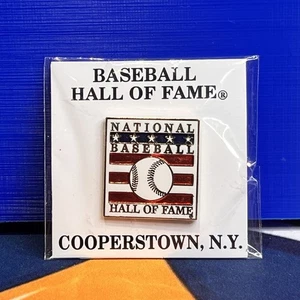 BASEBALL
HALL OF FAME®
NATIONAL
BASEBALL
HALL OF FAME®
COOPERSTOWN, N.Y.